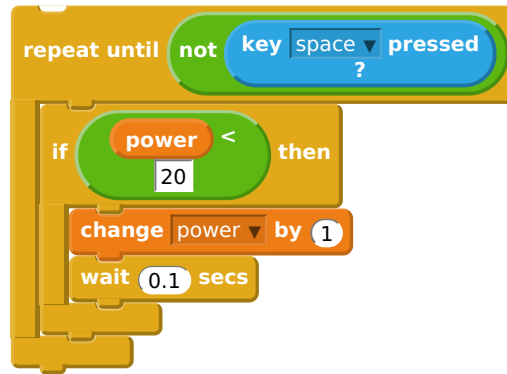 repeat until not key space ▼ pressed
?
if power <
20
then
change power ▼ by 1
wait 0.1 secs